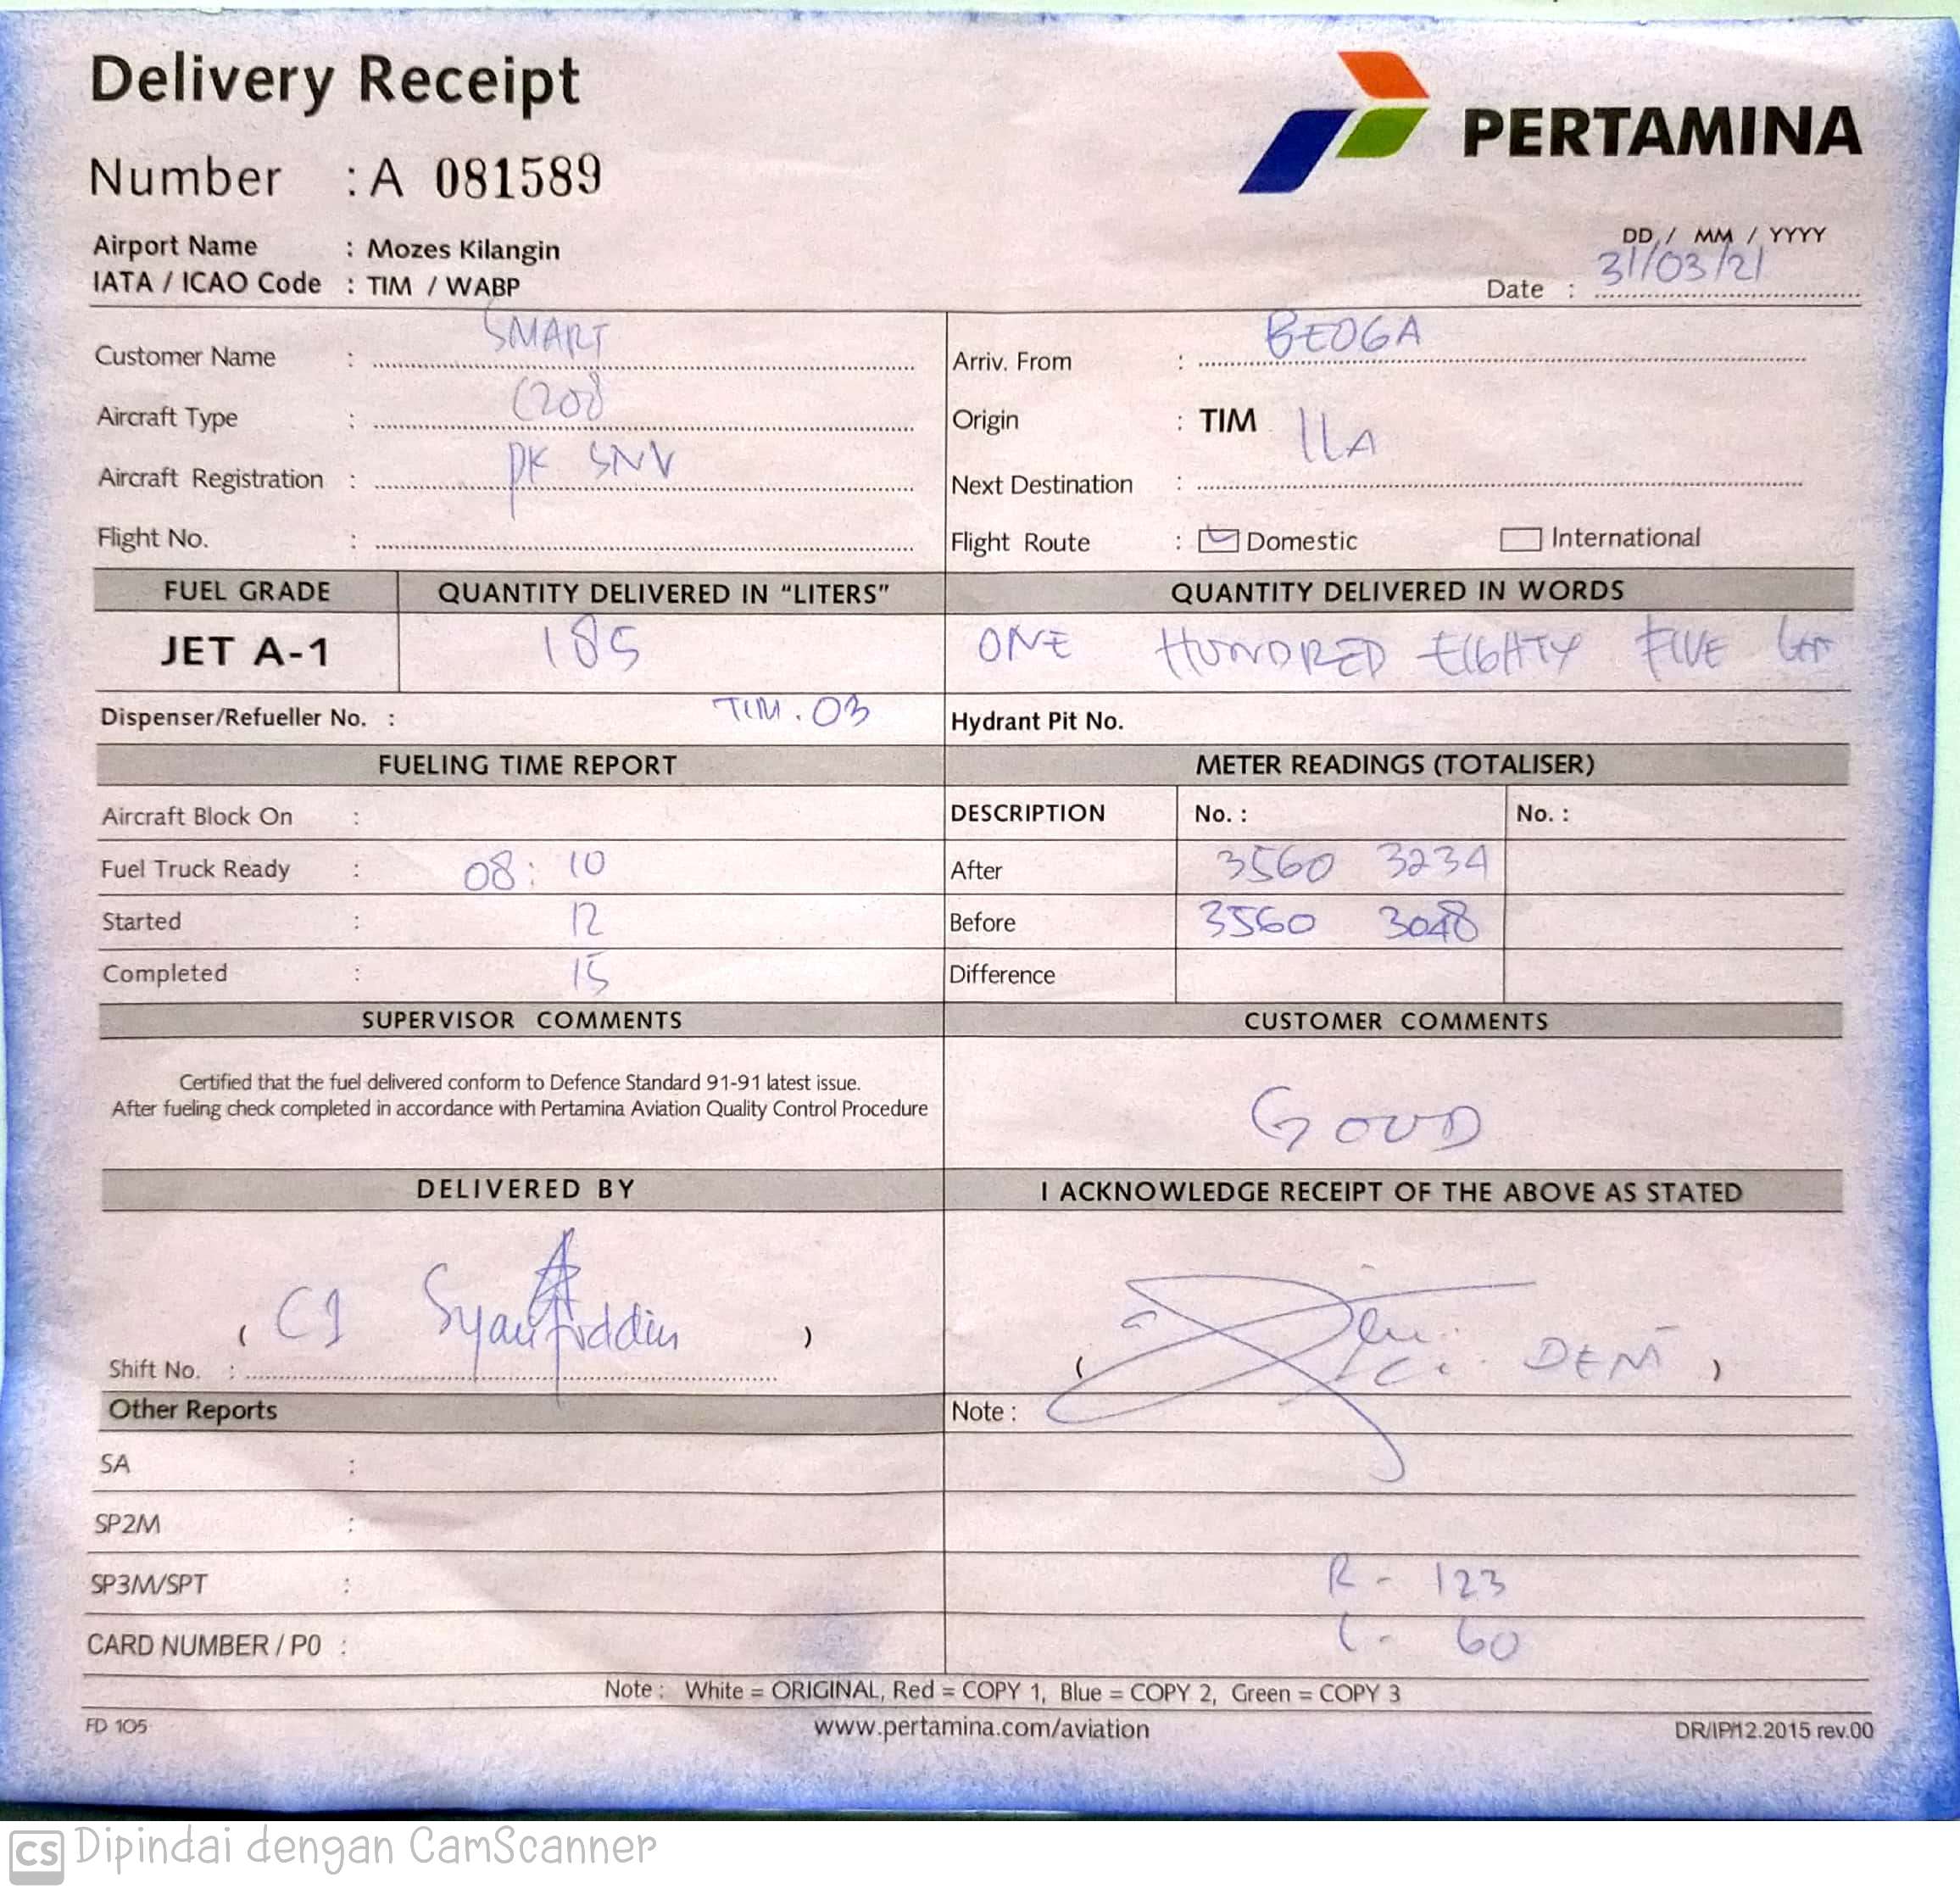 Delivery Receipt
PERTAMINA
Number : A 081589
Airport Name : Mozes Kilangin
IATA / ICAO Code : TIM / WABP
DD / MM / YYYY
Date : 31/03/21
Customer Name : SMART
Arriv. From : BEOGA
Aircraft Type : C208
Origin : TIM
Aircraft Registration : PK SNV
Next Destination : ILA
Flight No. :
Flight Route : Domestic International
FUEL GRADE QUANTITY DELIVERED IN "LITERS" QUANTITY DELIVERED IN WORDS
JET A-1 185 ONE HUNDRED EIGHTY FIVE
Dispenser/Refueller No. : TIM . 03 Hydrant Pit No.
FUELING TIME REPORT METER READINGS (TOTALISER)
Aircraft Block On : DESCRIPTION No. : No. :
Fuel Truck Ready : 08 : 10 After 3560 3234
Started : 12 Before 3560 3048
Completed : 15 Difference
SUPERVISOR COMMENTS CUSTOMER COMMENTS
Certified that the fuel delivered conform to Defence Standard 91-91 latest issue.
After fueling check completed in accordance with Pertamina Aviation Quality Control Procedure
GOOD
DELIVERED BY I ACKNOWLEDGE RECEIPT OF THE ABOVE AS STATED
( Syarifuddin )
( DENI )
Shift No. :
Other Reports Note :
SA :
SP2M :
SP3M/SPT : R - 123
CARD NUMBER / P0 : L - 60
Note : White = ORIGINAL, Red = COPY 1, Blue = COPY 2, Green = COPY 3
FD 105 www.pertamina.com/aviation DR/IP/12.2015 rev.00
CS Dipindai dengan CamScanner